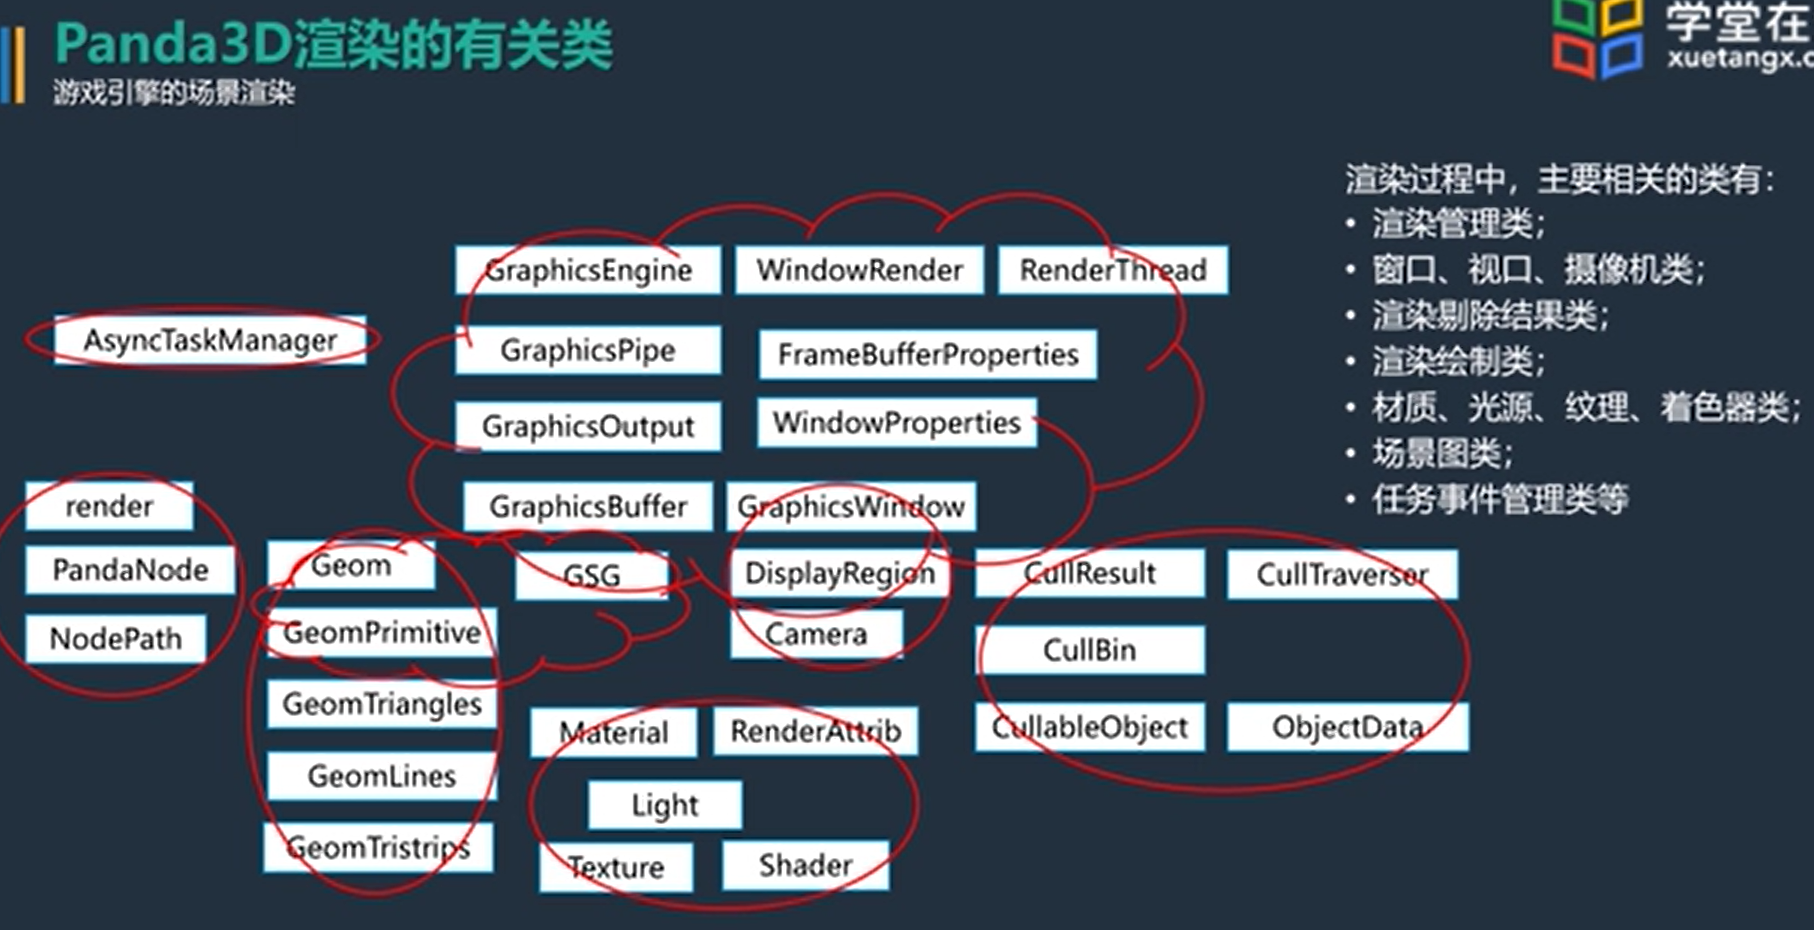 Panda3D渲染的有关类
游戏引擎的场景渲染
学堂在
xuetangx.c
渲染过程中，主要相关的类有：
• 渲染管理类；
• 窗口、视口、摄像机类；
• 渲染剔除结果类；
• 渲染绘制类；
• 材质、光源、纹理、着色器类；
• 场景图类；
• 任务事件管理类等
GraphicsEngine
WindowRender
RenderThread
AsyncTaskManager
GraphicsPipe
FrameBufferProperties
GraphicsOutput
WindowProperties
render
GraphicsBuffer
GraphicsWindow
PandaNode
Geom
GSG
DisplayRegion
CullResult
CullTraverser
NodePath
GeomPrimitive
Camera
CullBin
GeomTriangles
Material
RenderAttrib
CullableObject
ObjectData
GeomLines
Light
GeomTristrips
Texture
Shader